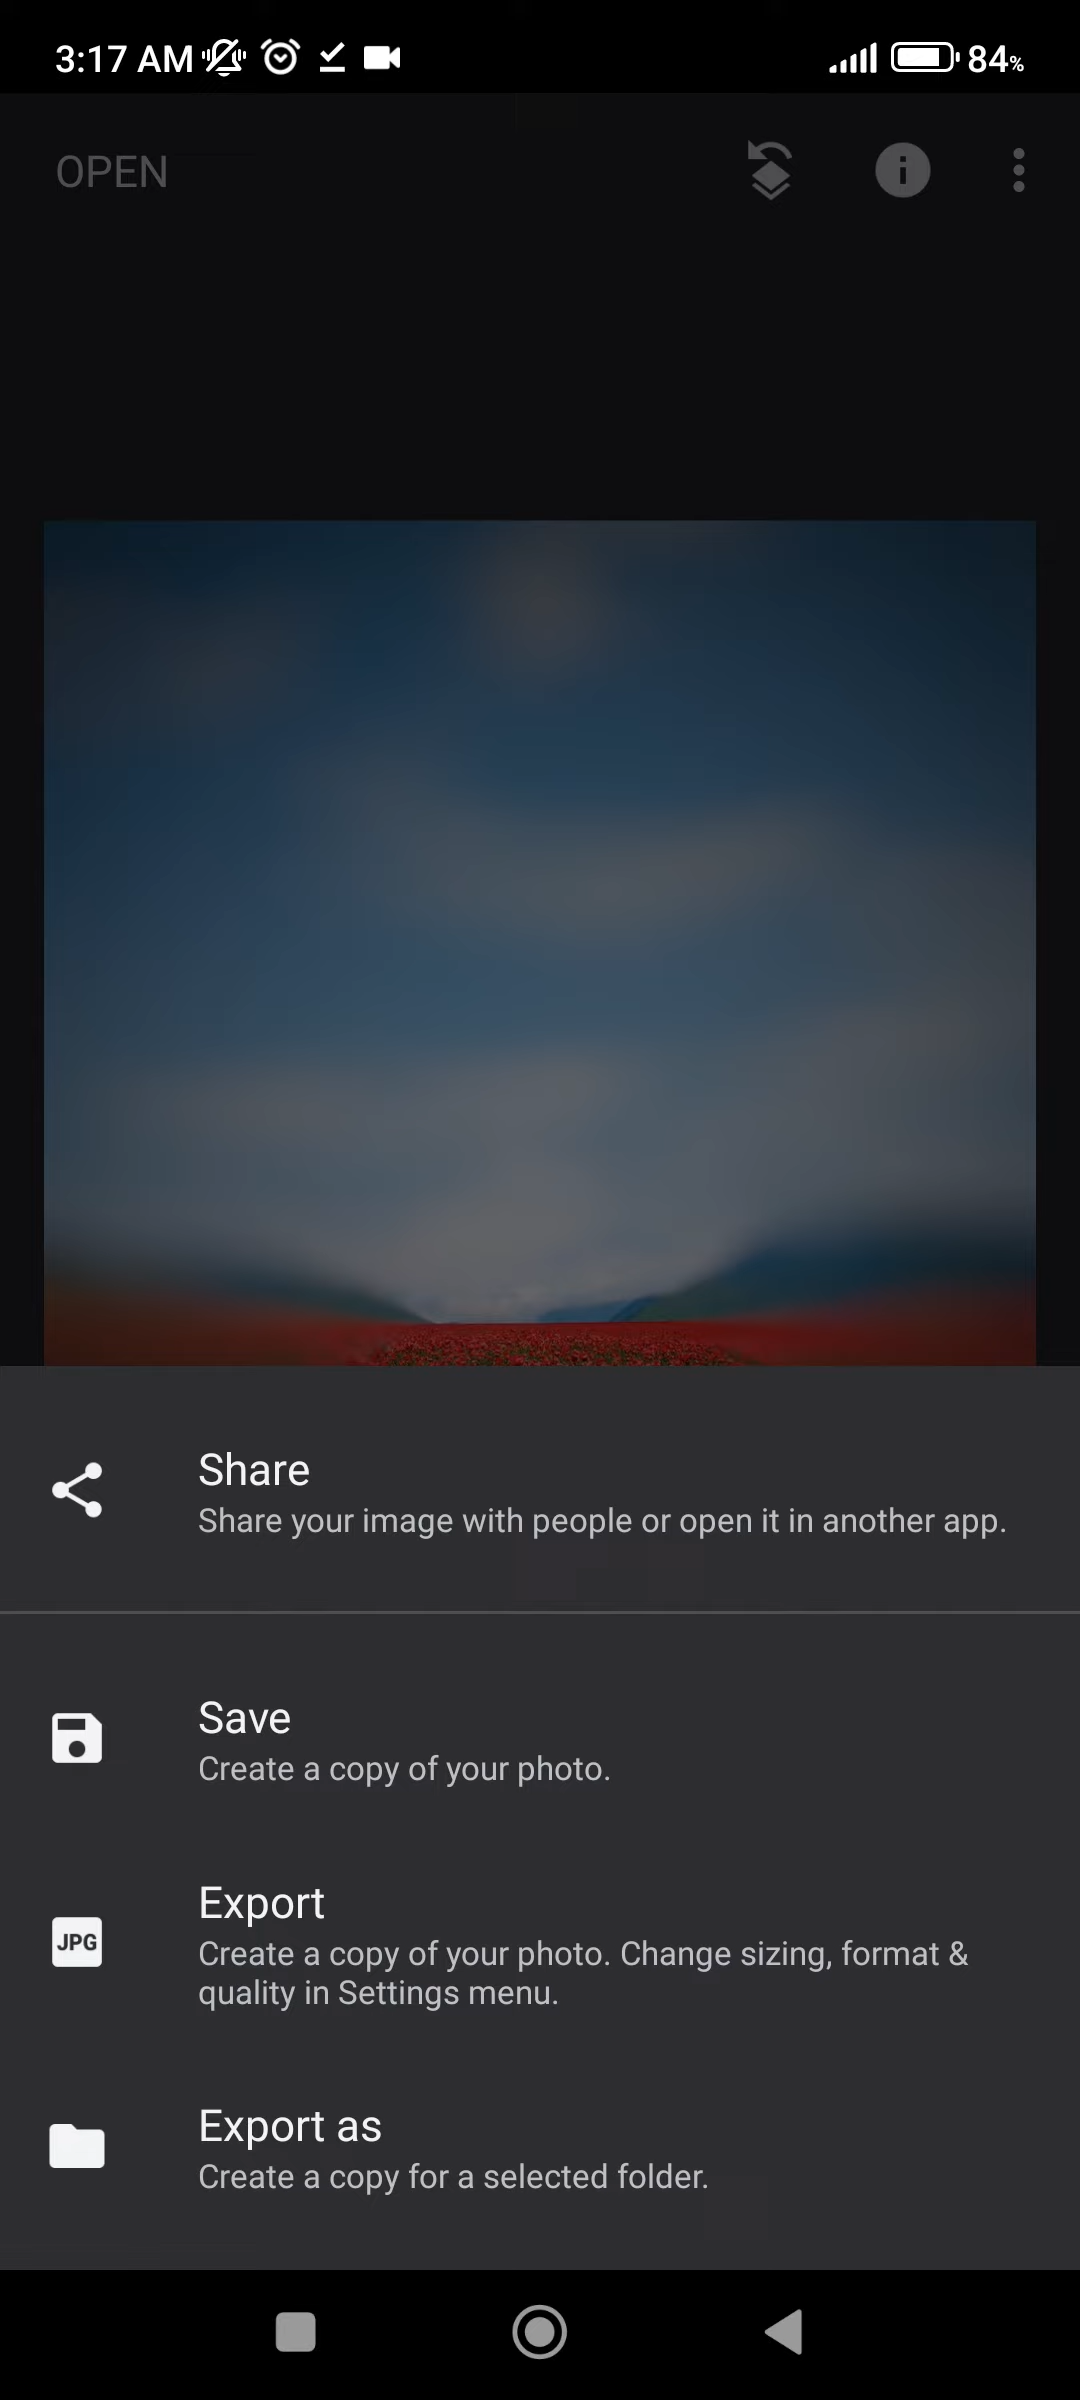 3:17 AM 84%
OPEN
Share
Share your image with people or open it in another app.
Save
Create a copy of your photo.
Export
JPG
Create a copy of your photo. Change sizing, format &
quality in Settings menu.
Export as
Create a copy for a selected folder.